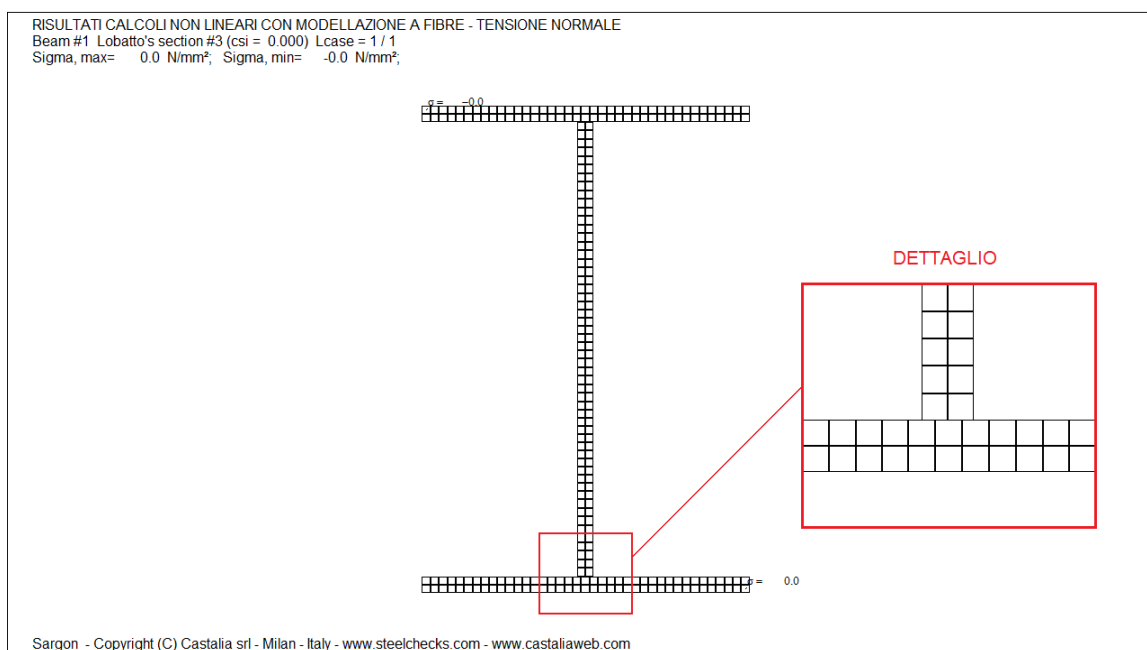 RISULTATI CALCOLI NON LINEARI CON MODELLAZIONE A FIBRE - TENSIONE NORMALE
Beam #1 Lobatto's section #3 (csi = 0.000) Lcase = 1 / 1
Sigma, max= 0.0 N/mm²; Sigma, min= -0.0 N/mm²;
σ = −0.0
DETTAGLIO
σ = 0.0
Sargon - Copyright (C) Castalia srl - Milan - Italy - www.steelchecks.com - www.castaliaweb.com